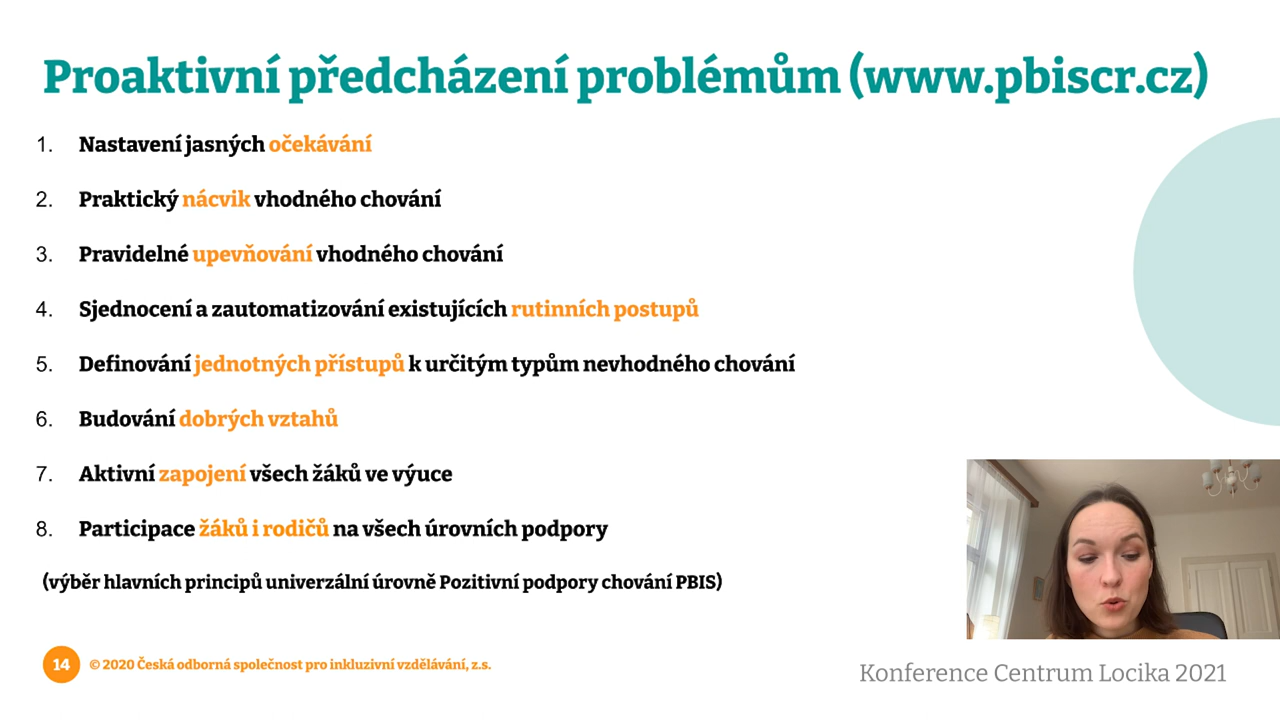 Proaktivní předcházení problémům (www.pbiscr.cz)
1. Nastavení jasných očekávání
2. Praktický nácvik vhodného chování
3. Pravidelné upevňování vhodného chování
4. Sjednocení a zautomatizování existujících rutinních postupů
5. Definování jednotných přístupů k určitým typům nevhodného chování
6. Budování dobrých vztahů
7. Aktivní zapojení všech žáků ve výuce
8. Participace žáků i rodičů na všech úrovních podpory
(výběr hlavních principů univerzální úrovně Pozitivní podpory chování PBIS)
14 © 2020 Česká odborná společnost pro inkluzivní vzdělávání, z.s.
Konference Centrum Locika 2021